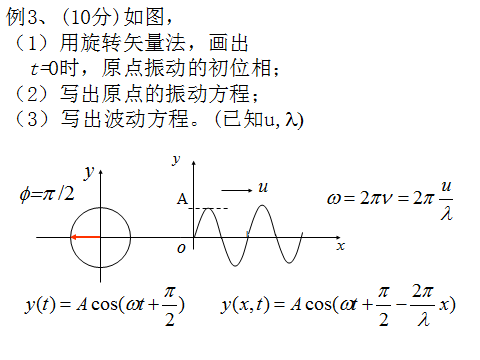 例3、(10分)如图，
(1) 用旋转矢量法，画出
t=0时，原点振动的初位相；
(2) 写出原点的振动方程；
(3) 写出波动方程。(已知u,λ)
y
y
ϕ=π/2
A
u
ω=2πν=2π u/λ
o
x
y(t)=A cos(ωt+π/2)
y(x,t)=A cos(ωt+π/2−2π/λ x)